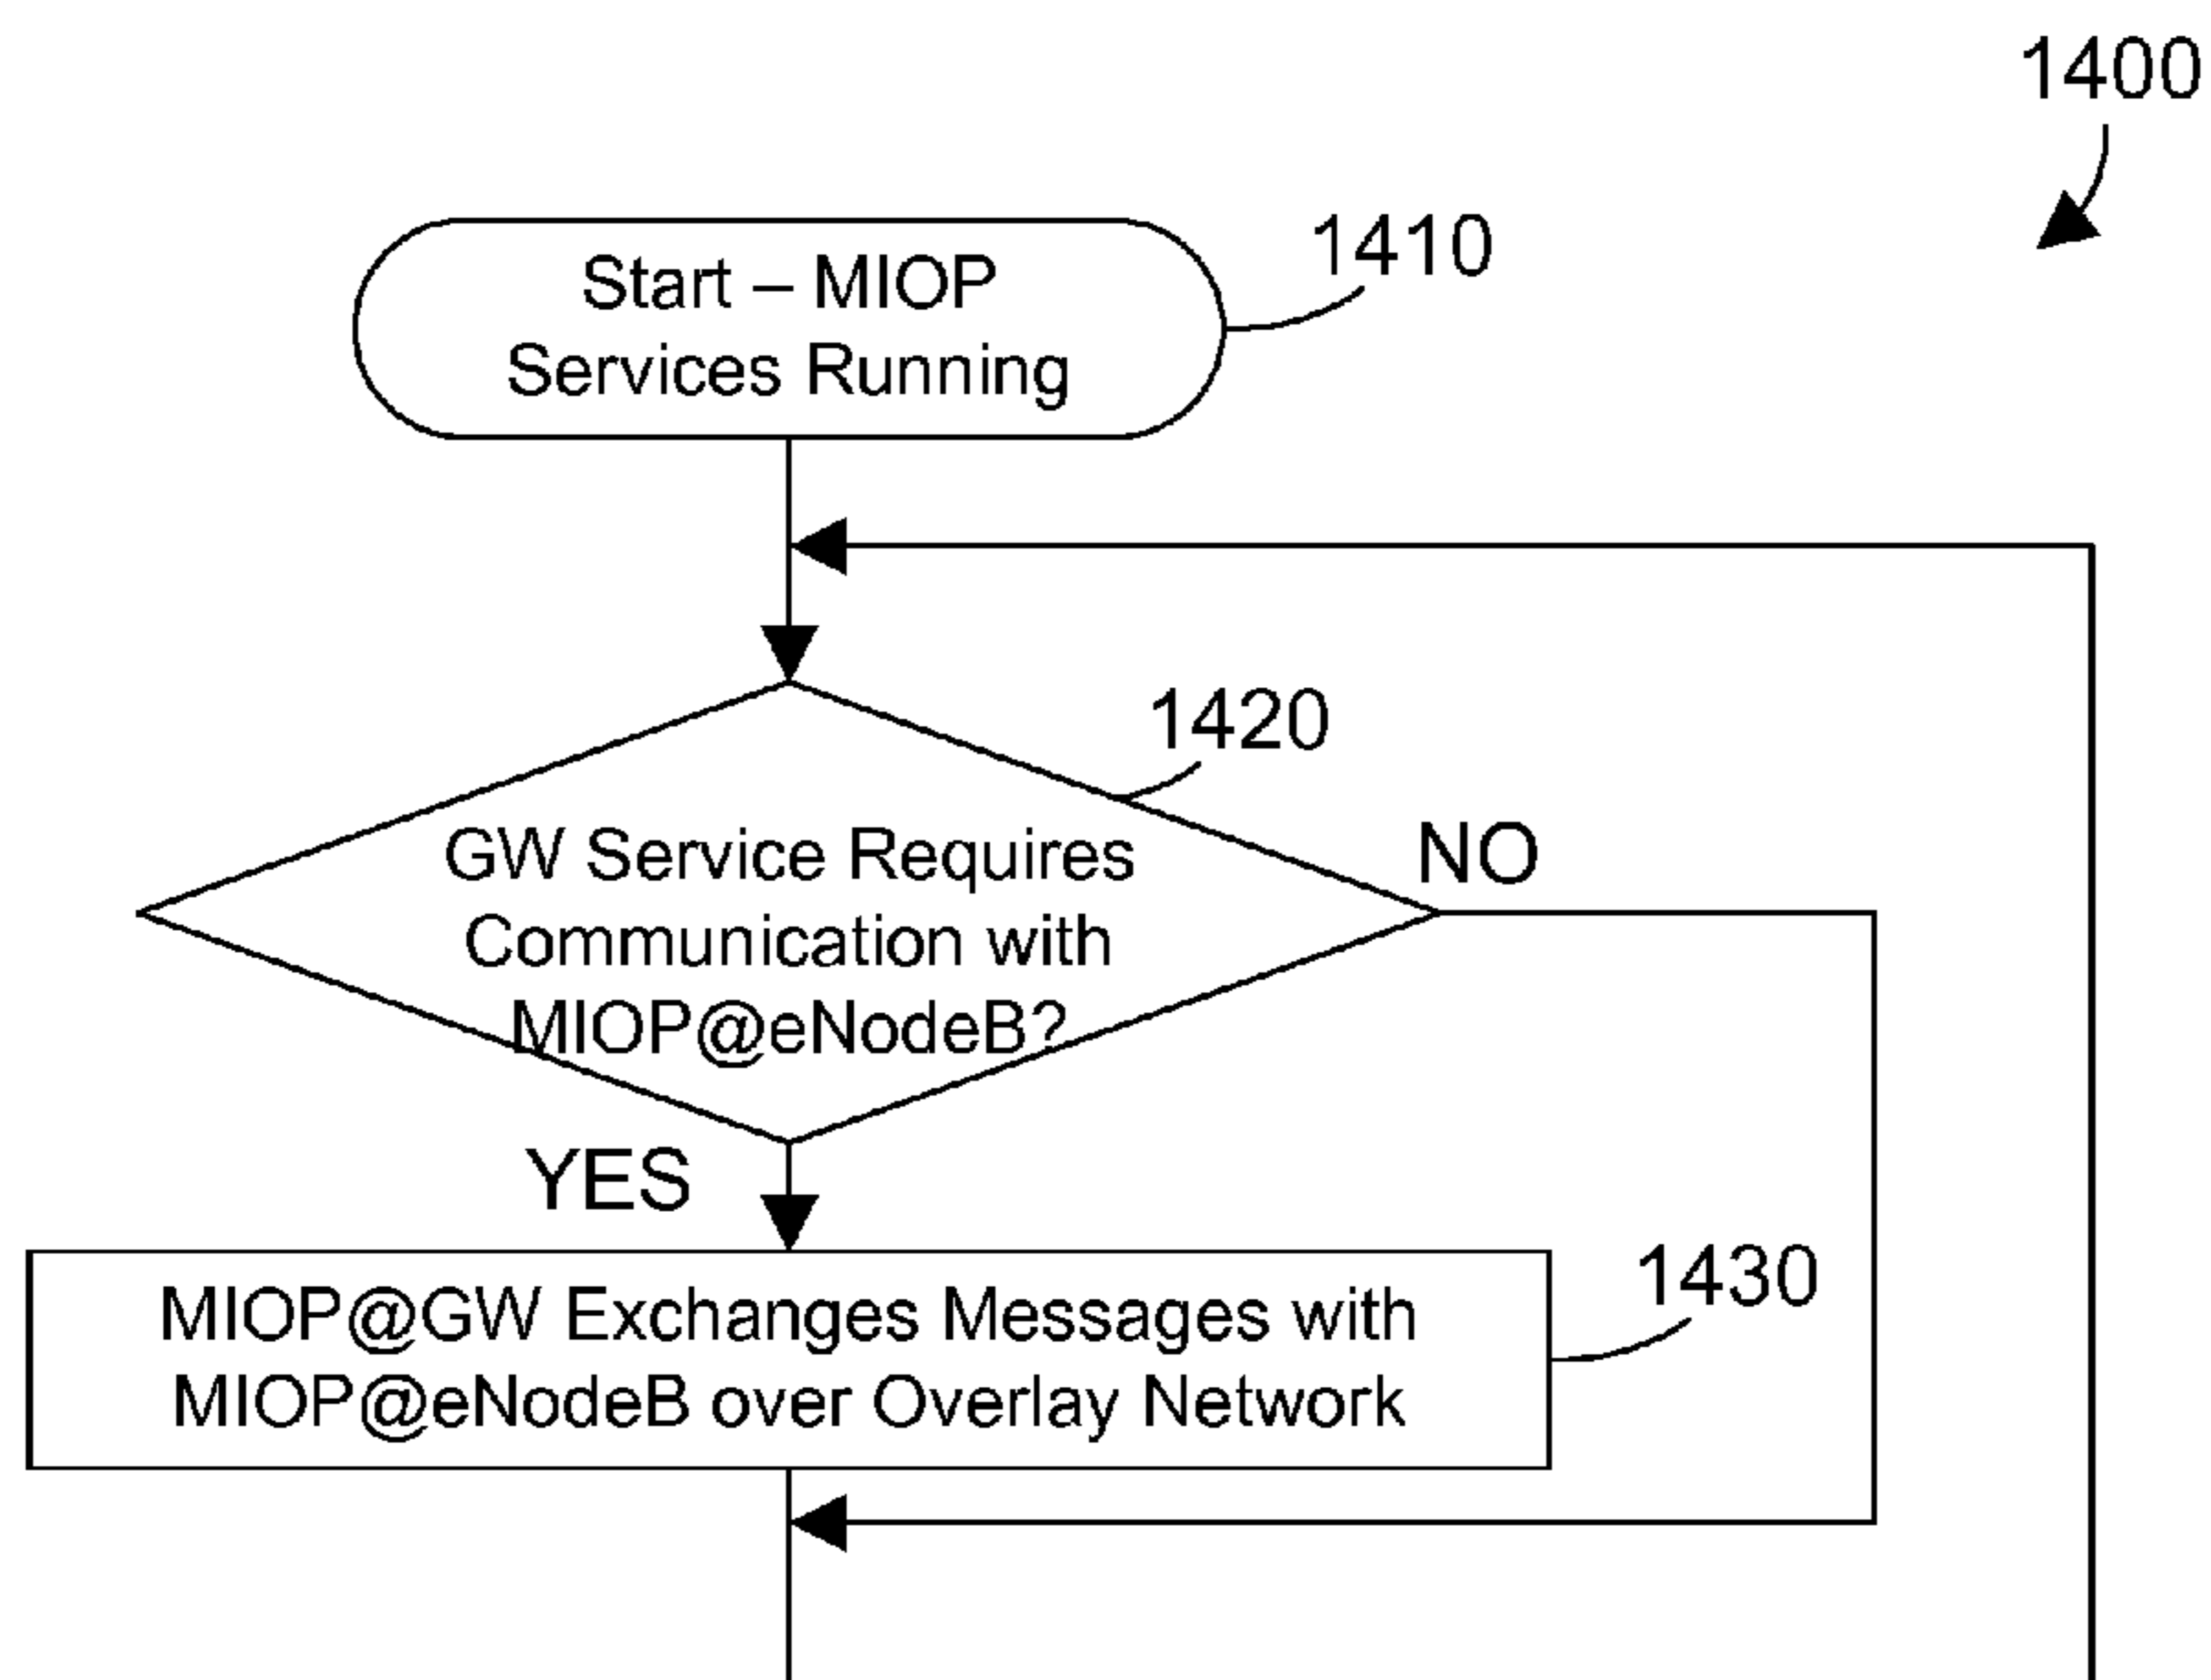 1400
1410
Start – MIOP
Services Running
1420
GW Service Requires
Communication with
MIOP@eNodeB?
NO
YES
1430
MIOP@GW Exchanges Messages with
MIOP@eNodeB over Overlay Network